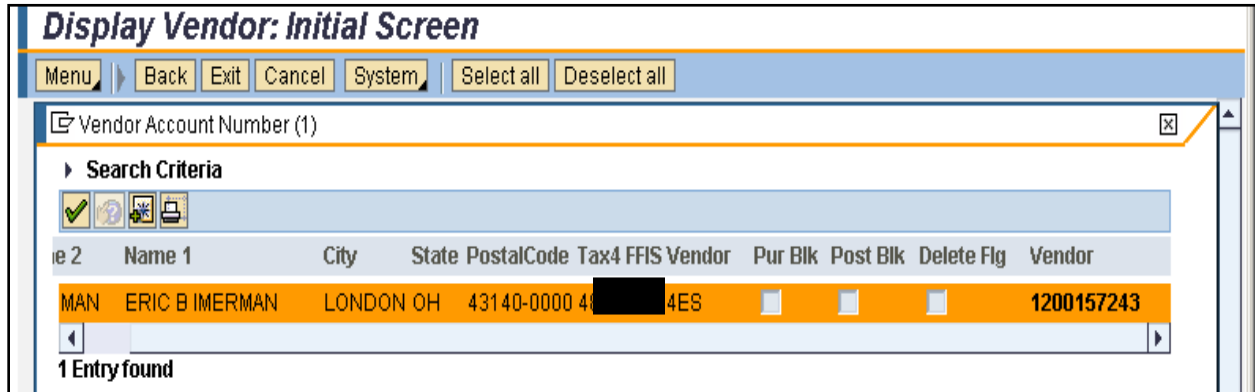 Display Vendor: Initial Screen
Menu Back Exit Cancel System Select all Deselect all
Vendor Account Number (1)
Search Criteria
e 2 Name 1 City State PostalCode Tax4 FFIS Vendor Pur Blk Post Blk Delete Flg Vendor
MAN ERIC B IMERMAN LONDON OH 43140-0000 48 4ES 1200157243
1 Entry found